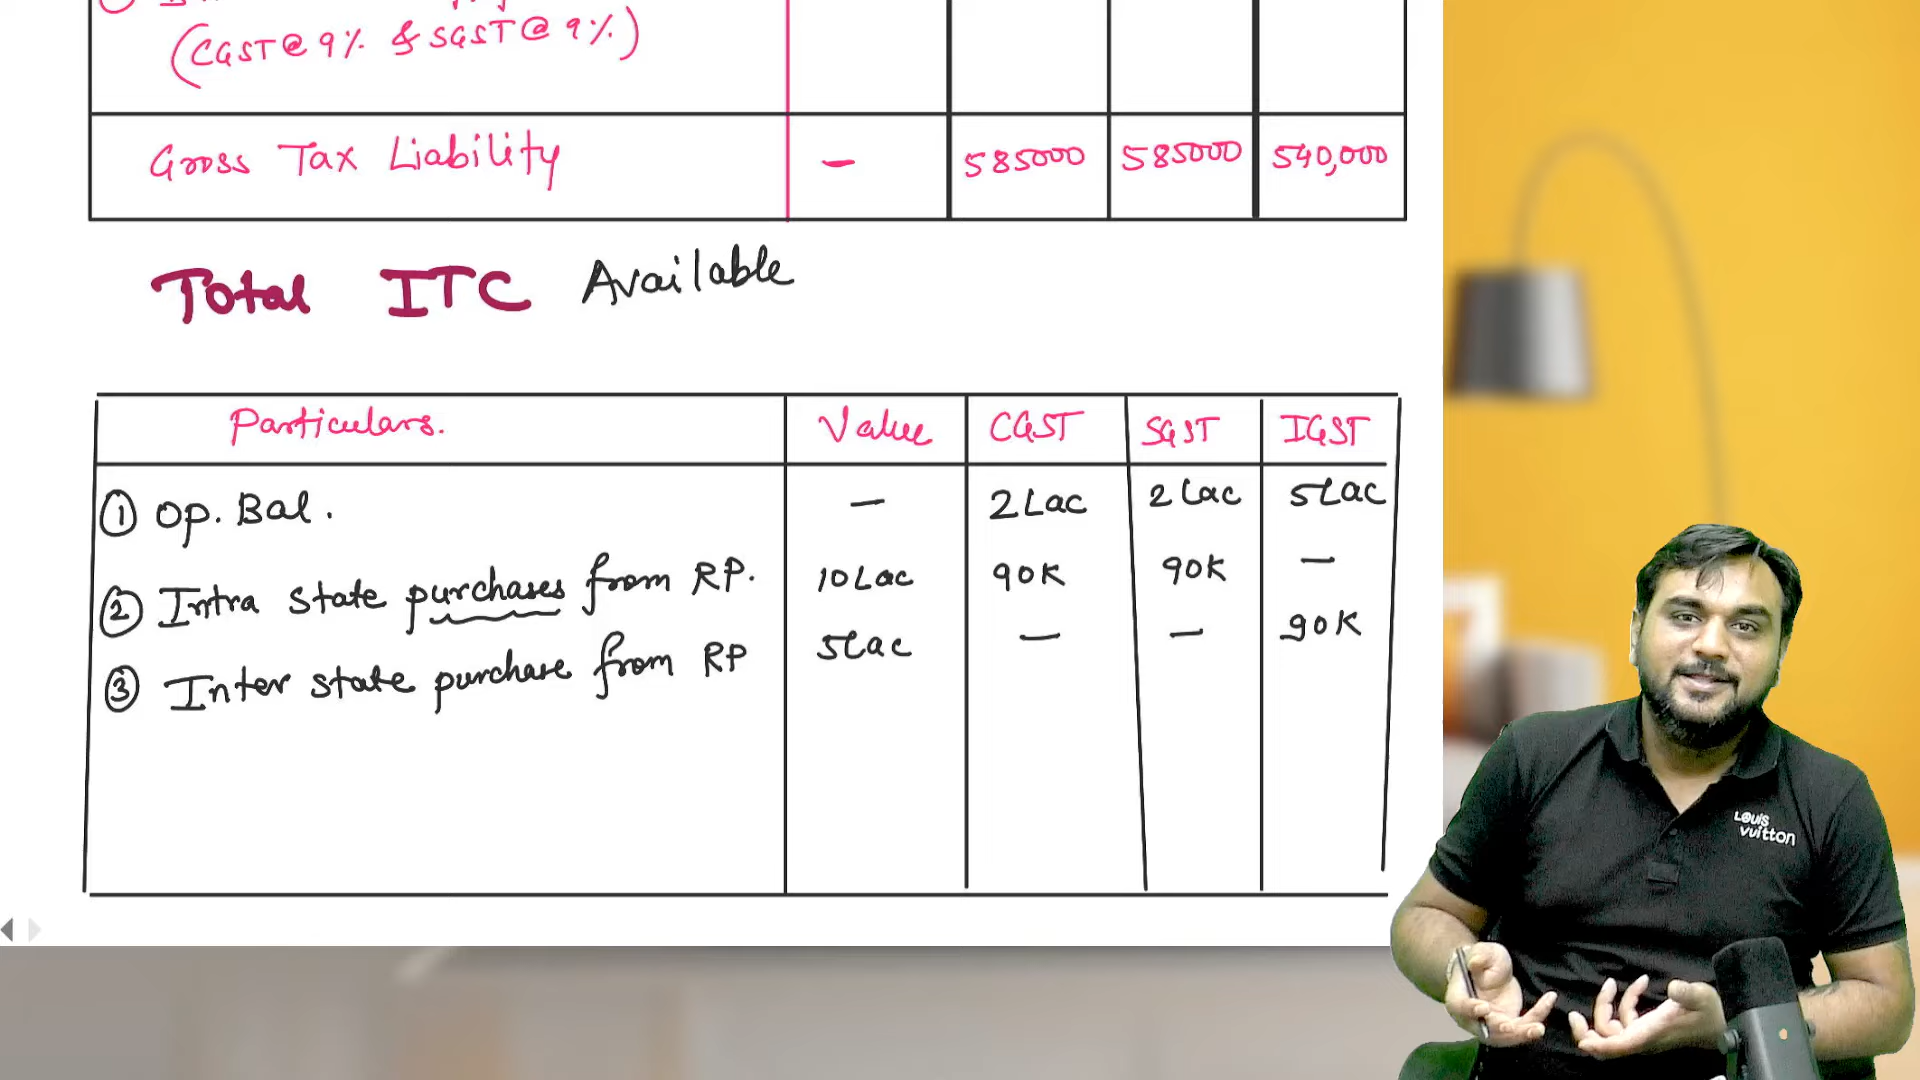 (CGST@ 9% & SGST@ 9%)
Gross Tax Liability — 585000 585000 540,000
Total ITC Available
Particulars. Value CGST SGST IGST
① Op. Bal. — 2 Lac 2 Lac 5 Lac
② Intra state purchases from RP. 10 Lac 90K 90K —
③ Inter state purchase from RP 5 Lac — — 90K
Louis
vuitton